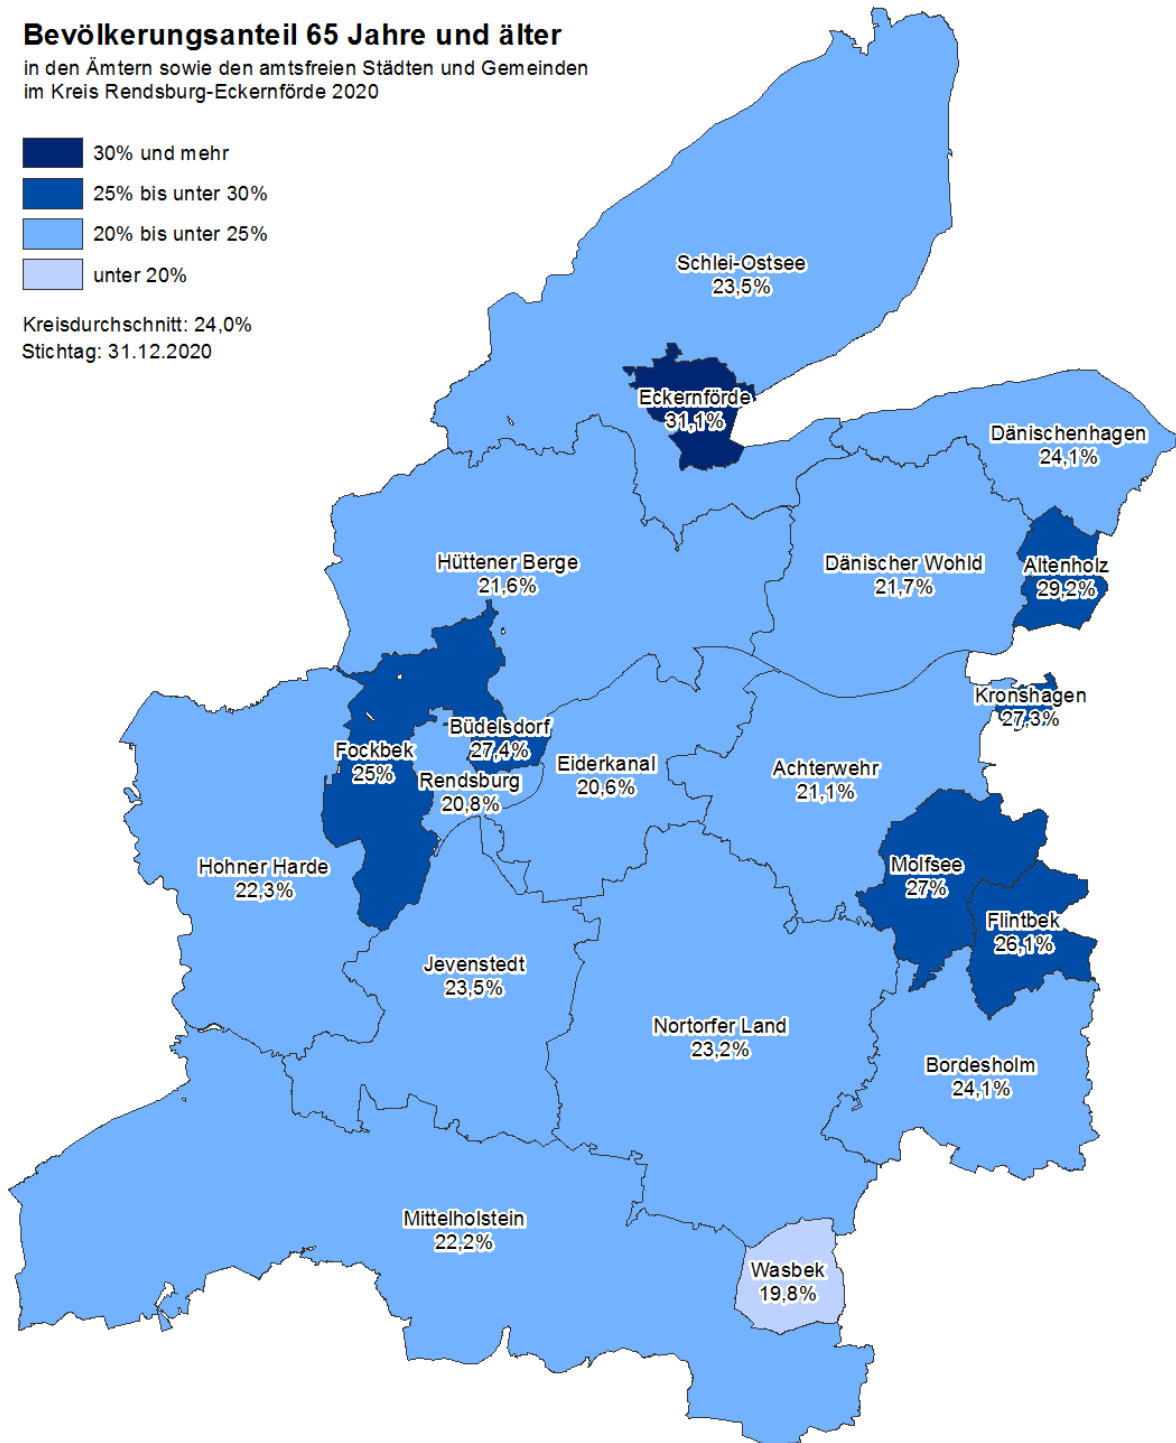 Bevölkerungsanteil 65 Jahre und älter
in den Ämtern sowie den amtsfreien Städten und Gemeinden
im Kreis Rendsburg-Eckernförde 2020
30% und mehr
25% bis unter 30%
20% bis unter 25%
unter 20%
Kreisdurchschnitt: 24,0%
Stichtag: 31.12.2020
Schlei-Ostsee
23,5%
Eckernförde
31,1%
Dänischenhagen
24,1%
Hüttener Berge
21,6%
Dänischer Wohld
21,7%
Altenholz
29,2%
Kronshagen
27,3%
Büdelsdorf
27,4%
Fockbek
25%
Rendsburg
20,8%
Eiderkanal
20,6%
Achterwehr
21,1%
Hohner Harde
22,3%
Molfsee
27%
Flintbek
26,1%
Jevenstedt
23,5%
Nortorfer Land
23,2%
Bordesholm
24,1%
Mittelholstein
22,2%
Wasbek
19,8%